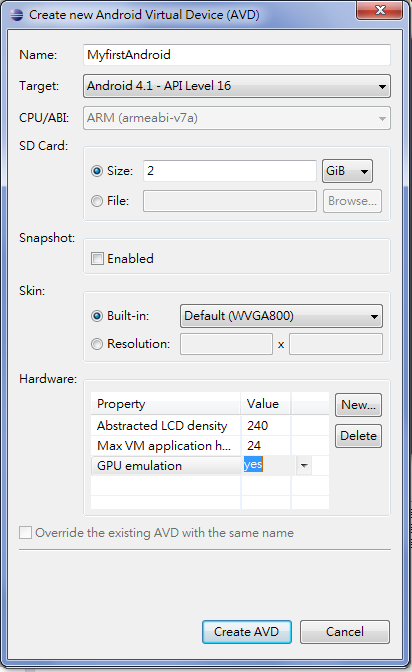 Create new Android Virtual Device (AVD)
Name: MyfirstAndroid
Target: Android 4.1 - API Level 16
CPU/ABI: ARM (armeabi-v7a)
SD Card:
Size: 2 GiB
File: Browse...
Snapshot:
Enabled
Skin:
Built-in: Default (WVGA800)
Resolution: x
Hardware:
Property Value New...
Abstracted LCD density 240
Delete
Max VM application h... 24
GPU emulation yes
Override the existing AVD with the same name
Create AVD Cancel